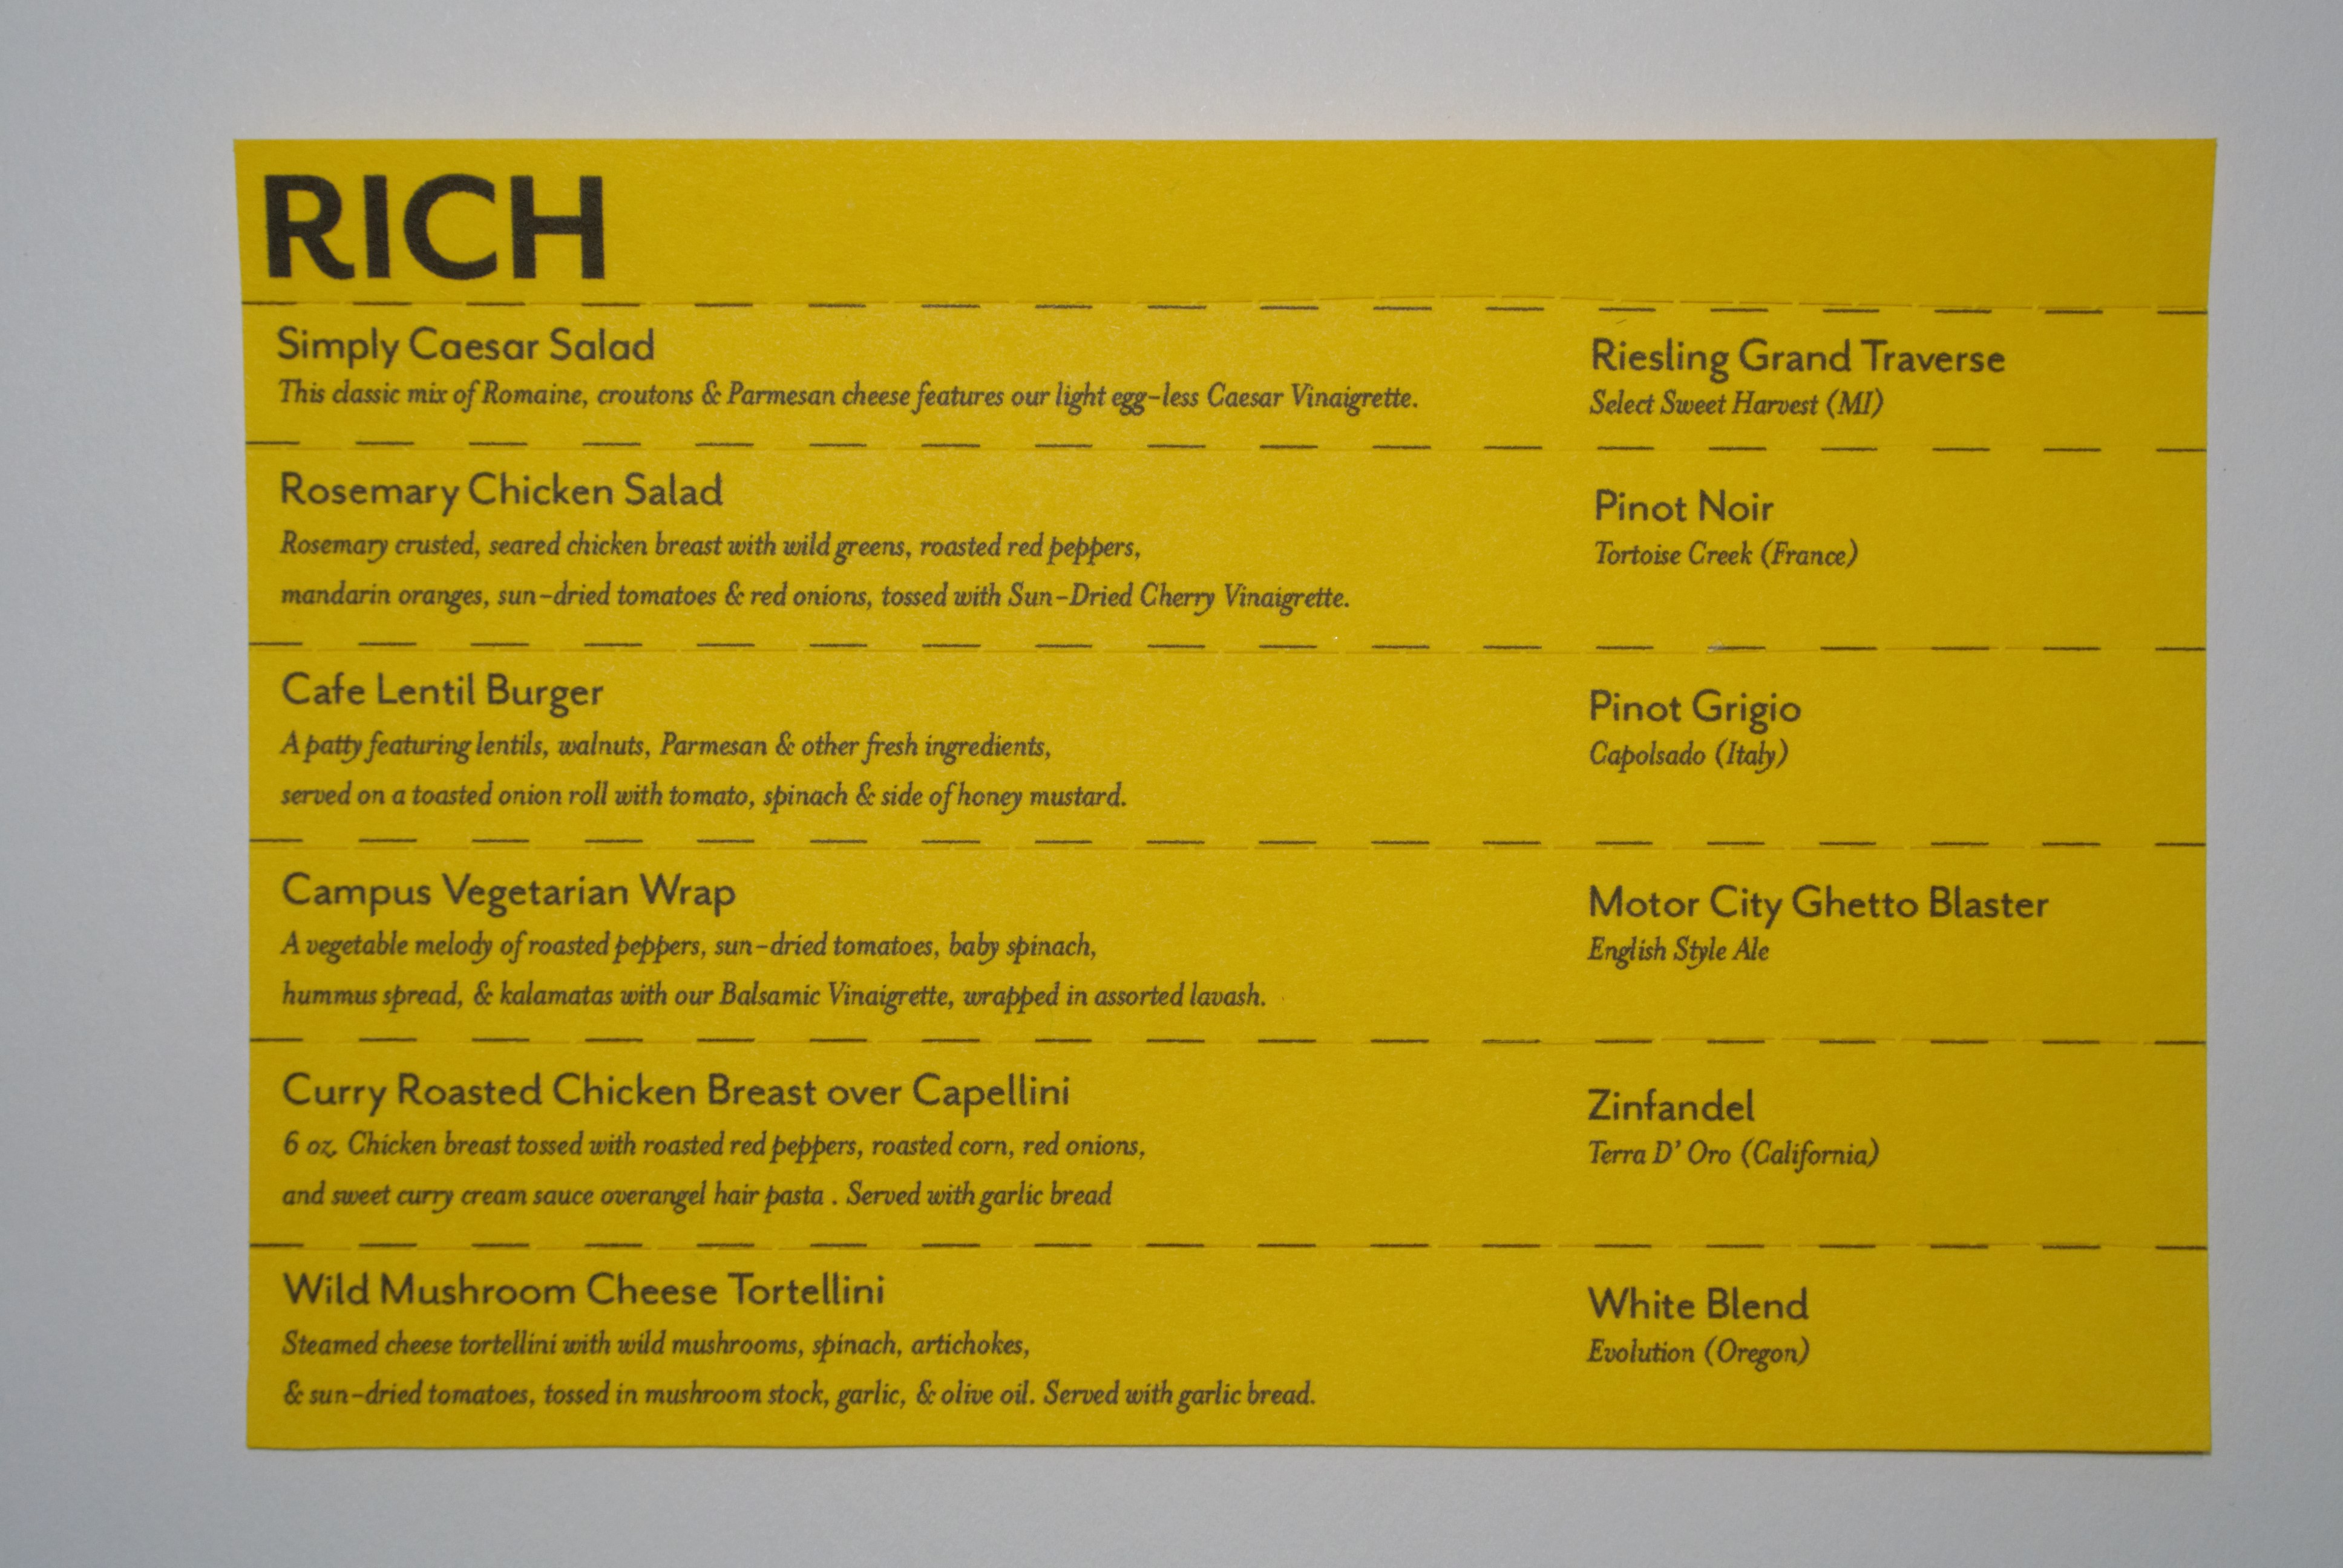 RICH
Simply Caesar Salad
This classic mix of Romaine, croutons & Parmesan cheese features our light egg-less Caesar Vinaigrette.
Riesling Grand Traverse
Select Sweet Harvest (MI)
Rosemary Chicken Salad
Rosemary crusted, seared chicken breast with wild greens, roasted red peppers,
mandarin oranges, sun-dried tomatoes & red onions, tossed with Sun-Dried Cherry Vinaigrette.
Pinot Noir
Tortoise Creek (France)
Cafe Lentil Burger
A patty featuring lentils, walnuts, Parmesan & other fresh ingredients,
served on a toasted onion roll with tomato, spinach & side of honey mustard.
Pinot Grigio
Capolsado (Italy)
Campus Vegetarian Wrap
A vegetable melody of roasted peppers, sun-dried tomatoes, baby spinach,
hummus spread, & kalamatas with our Balsamic Vinaigrette, wrapped in assorted lavash.
Motor City Ghetto Blaster
English Style Ale
Curry Roasted Chicken Breast over Capellini
6 oz. Chicken breast tossed with roasted red peppers, roasted corn, red onions,
and sweet curry cream sauce overangel hair pasta . Served with garlic bread
Zinfandel
Terra D' Oro (California)
Wild Mushroom Cheese Tortellini
Steamed cheese tortellini with wild mushrooms, spinach, artichokes,
& sun-dried tomatoes, tossed in mushroom stock, garlic, & olive oil. Served with garlic bread.
White Blend
Evolution (Oregon)